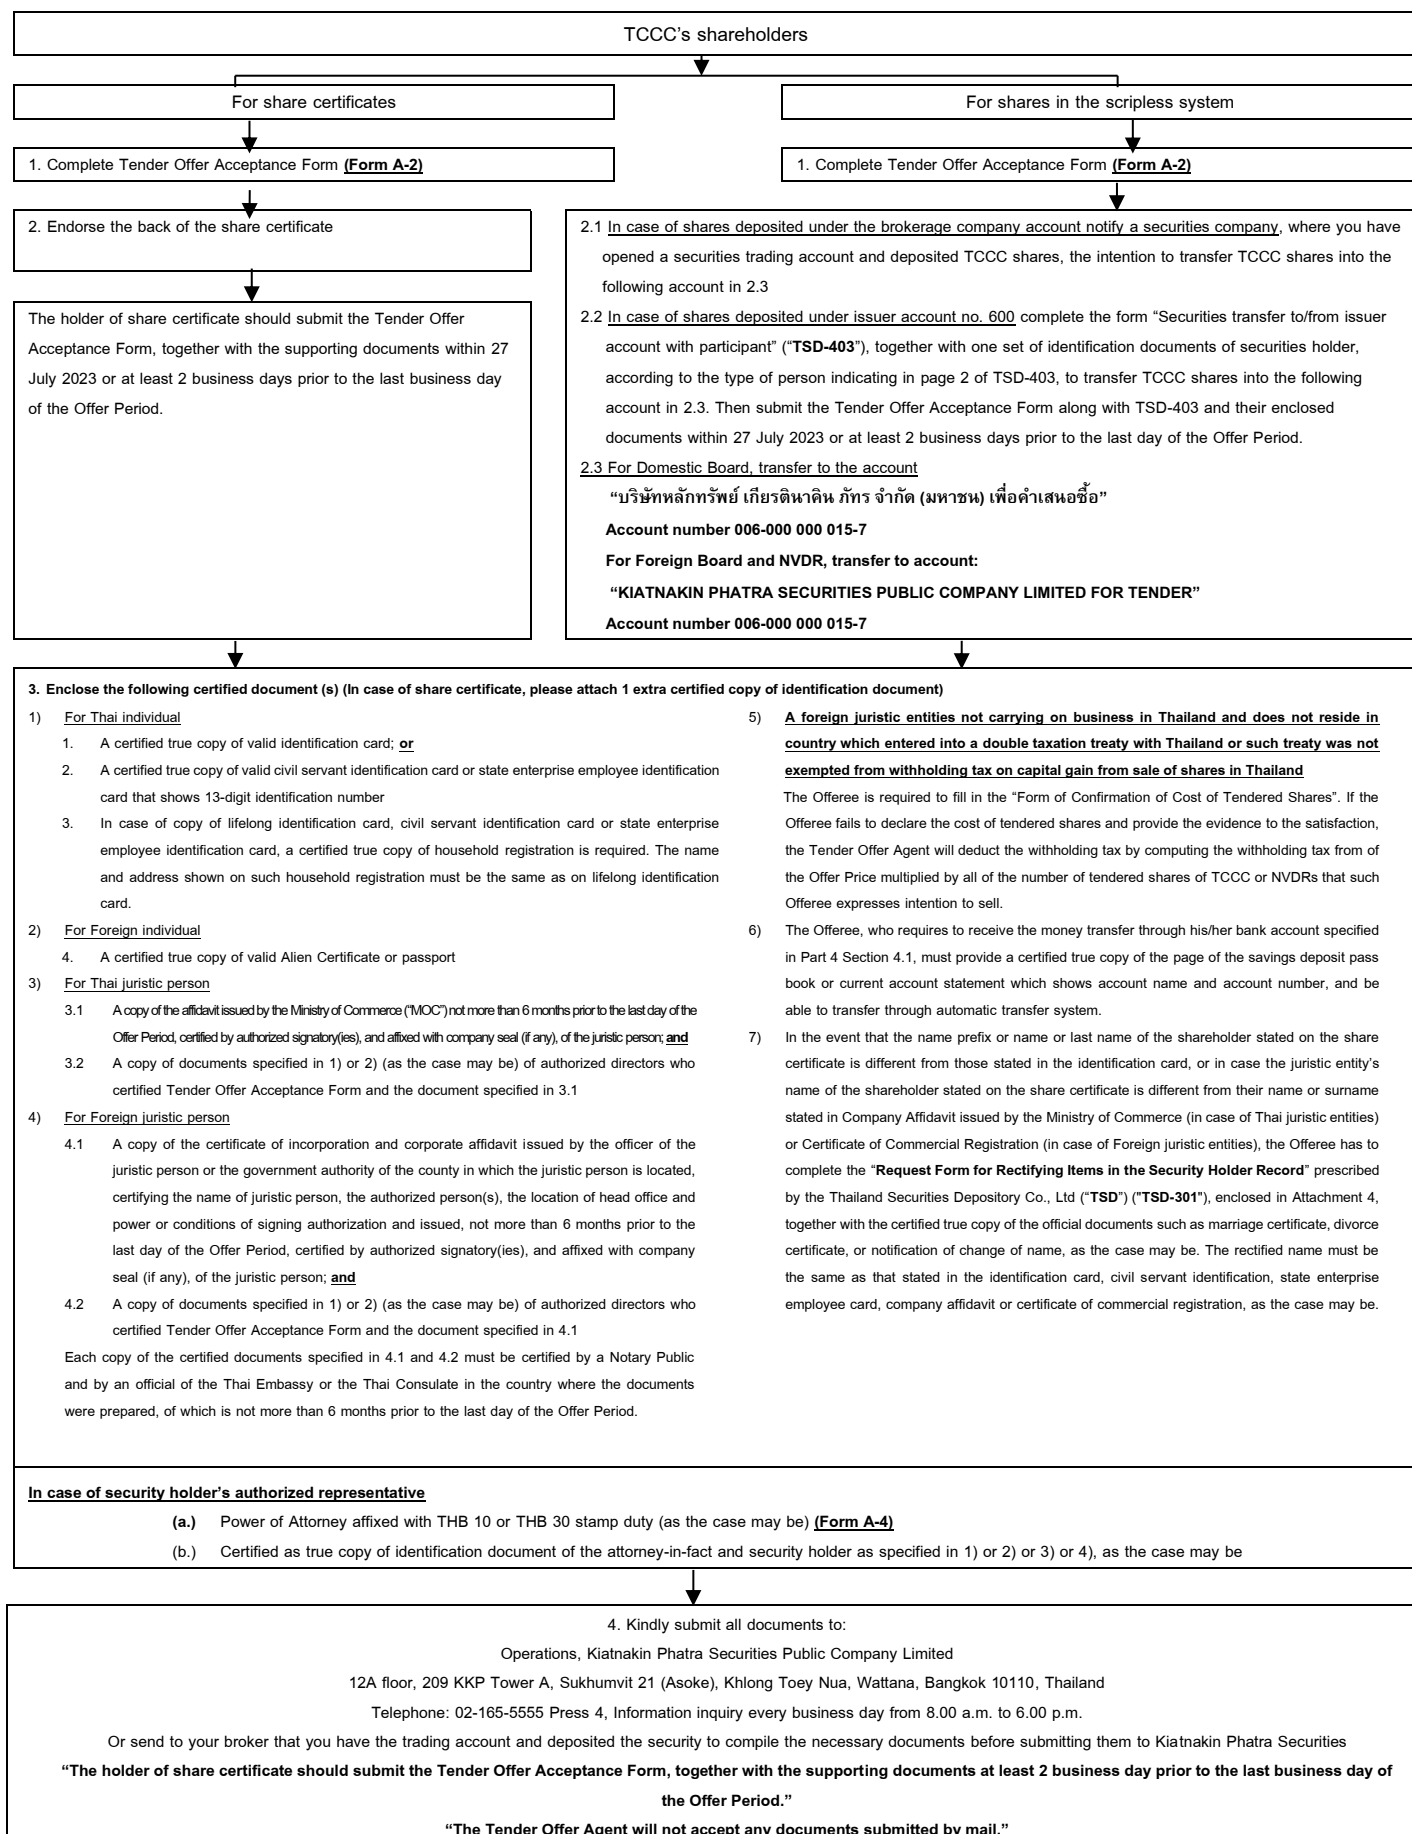 TCCC's shareholders
For share certificates
For shares in the scripless system
1. Complete Tender Offer Acceptance Form (Form A-2)
1. Complete Tender Offer Acceptance Form (Form A-2)
2. Endorse the back of the share certificate
The holder of share certificate should submit the Tender Offer
Acceptance Form, together with the supporting documents within 27
July 2023 or at least 2 business days prior to the last business day
of the Offer Period.
2.1 In case of shares deposited under the brokerage company account notify a securities company, where you have
opened a securities trading account and deposited TCCC shares, the intention to transfer TCCC shares into the
following account in 2.3
2.2 In case of shares deposited under issuer account no. 600 complete the form “Securities transfer to/from issuer
account with participant” (“TSD-403”), together with one set of identification documents of securities holder,
according to the type of person indicating in page 2 of TSD-403, to transfer TCCC shares into the following
account in 2.3. Then submit the Tender Offer Acceptance Form along with TSD-403 and their enclosed
documents within 27 July 2023 or at least 2 business days prior to the last day of the Offer Period.
2.3 For Domestic Board, transfer to the account
“บริษัทหลักทรัพย์ เกียรตินาคิน ภัทร จำกัด (มหาชน) เพื่อคำเสนอซื้อ”
Account number 006-000 000 015-7
For Foreign Board and NVDR, transfer to account:
“KIATNAKIN PHATRA SECURITIES PUBLIC COMPANY LIMITED FOR TENDER”
Account number 006-000 000 015-7
3. Enclose the following certified document (s) (In case of share certificate, please attach 1 extra certified copy of identification document)
1) For Thai individual
1. A certified true copy of valid identification card; or
2. A certified true copy of valid civil servant identification card or state enterprise employee identification
card that shows 13-digit identification number
3. In case of copy of lifelong identification card, civil servant identification card or state enterprise
employee identification card, a certified true copy of household registration is required. The name
and address shown on such household registration must be the same as on lifelong identification
card.
2) For Foreign individual
4. A certified true copy of valid Alien Certificate or passport
3) For Thai juristic person
3.1 A copy of the affidavit issued by the Ministry of Commerce (“MOC”) not more than 6 months prior to the last day of the
Offer Period, certified by authorized signatory(ies), and affixed with company seal (if any), of the juristic person; and
3.2 A copy of documents specified in 1) or 2) (as the case may be) of authorized directors who
certified Tender Offer Acceptance Form and the document specified in 3.1
4) For Foreign juristic person
4.1 A copy of the certificate of incorporation and corporate affidavit issued by the officer of the
juristic person or the government authority of the county in which the juristic person is located,
certifying the name of juristic person, the authorized person(s), the location of head office and
power or conditions of signing authorization and issued, not more than 6 months prior to the
last day of the Offer Period, certified by authorized signatory(ies), and affixed with company
seal (if any), of the juristic person; and
4.2 A copy of documents specified in 1) or 2) (as the case may be) of authorized directors who
certified Tender Offer Acceptance Form and the document specified in 4.1
Each copy of the certified documents specified in 4.1 and 4.2 must be certified by a Notary Public
and by an official of the Thai Embassy or the Thai Consulate in the country where the documents
were prepared, of which is not more than 6 months prior to the last day of the Offer Period.
5) A foreign juristic entities not carrying on business in Thailand and does not reside in
country which entered into a double taxation treaty with Thailand or such treaty was not
exempted from withholding tax on capital gain from sale of shares in Thailand
The Offeree is required to fill in the “Form of Confirmation of Cost of Tendered Shares”. If the
Offeree fails to declare the cost of tendered shares and provide the evidence to the satisfaction,
the Tender Offer Agent will deduct the withholding tax by computing the withholding tax from of
the Offer Price multiplied by all of the number of tendered shares of TCCC or NVDRs that such
Offeree expresses intention to sell.
6) The Offeree, who requires to receive the money transfer through his/her bank account specified
in Part 4 Section 4.1, must provide a certified true copy of the page of the savings deposit pass
book or current account statement which shows account name and account number, and be
able to transfer through automatic transfer system.
7) In the event that the name prefix or name or last name of the shareholder stated on the share
certificate is different from those stated in the identification card, or in case the juristic entity's
name of the shareholder stated on the share certificate is different from their name or surname
stated in Company Affidavit issued by the Ministry of Commerce (in case of Thai juristic entities)
or Certificate of Commercial Registration (in case of Foreign juristic entities), the Offeree has to
complete the “Request Form for Rectifying Items in the Security Holder Record” prescribed
by the Thailand Securities Depository Co., Ltd (“TSD”) ("TSD-301"), enclosed in Attachment 4,
together with the certified true copy of the official documents such as marriage certificate, divorce
certificate, or notification of change of name, as the case may be. The rectified name must be
the same as that stated in the identification card, civil servant identification, state enterprise
employee card, company affidavit or certificate of commercial registration, as the case may be.
In case of security holder's authorized representative
(a.) Power of Attorney affixed with THB 10 or THB 30 stamp duty (as the case may be) (Form A-4)
(b.) Certified as true copy of identification document of the attorney-in-fact and security holder as specified in 1) or 2) or 3) or 4), as the case may be
4. Kindly submit all documents to:
Operations, Kiatnakin Phatra Securities Public Company Limited
12A floor, 209 KKP Tower A, Sukhumvit 21 (Asoke), Khlong Toey Nua, Wattana, Bangkok 10110, Thailand
Telephone: 02-165-5555 Press 4, Information inquiry every business day from 8.00 a.m. to 6.00 p.m.
Or send to your broker that you have the trading account and deposited the security to compile the necessary documents before submitting them to Kiatnakin Phatra Securities
“The holder of share certificate should submit the Tender Offer Acceptance Form, together with the supporting documents at least 2 business day prior to the last business day of
the Offer Period.”
“The Tender Offer Agent will not accept any documents submitted by mail.”